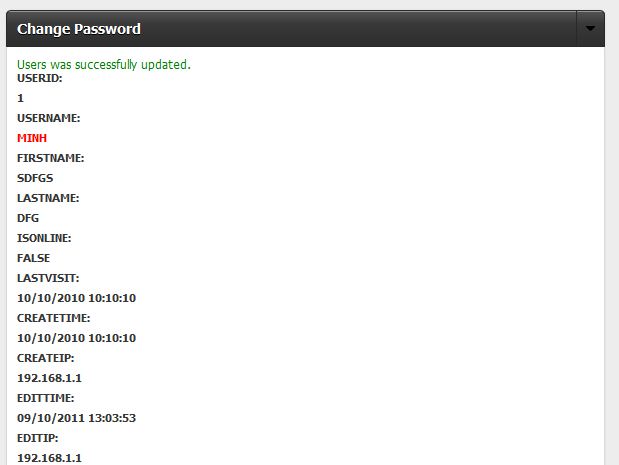 Change Password
Users was successfully updated.
USERID:
1
USERNAME:
MINH
FIRSTNAME:
SDFGS
LASTNAME:
DFG
ISONLINE:
FALSE
LASTVISIT:
10/10/2010 10:10:10
CREATETIME:
10/10/2010 10:10:10
CREATEIP:
192.168.1.1
EDITTIME:
09/10/2011 13:03:53
EDITIP:
192.168.1.1